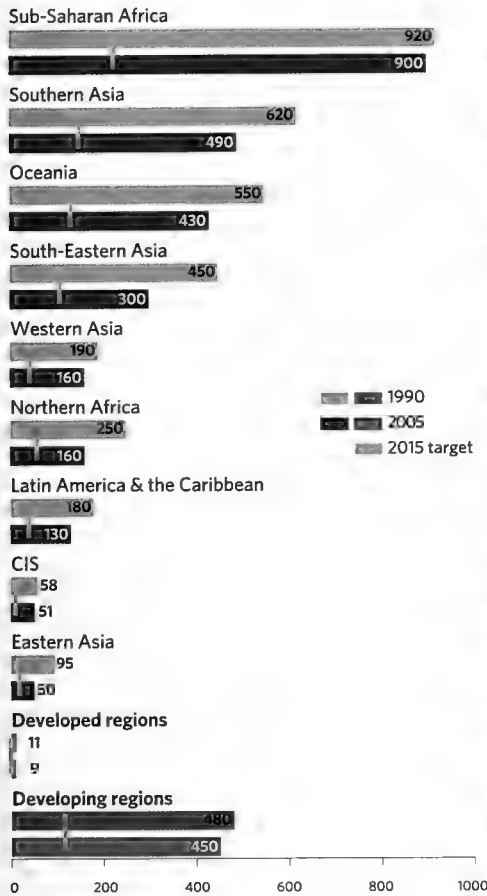 Sub-Saharan Africa
920
900
Southern Asia
620
490
Oceania
550
430
South-Eastern Asia
450
300
Western Asia
190
160
1990
Northern Africa
2005
250
2015 target
160
Latin America & the Caribbean
180
130
CIS
58
51
Eastern Asia
95
50
Developed regions
11
9
Developing regions
480
450
0 200 400 600 800 1000